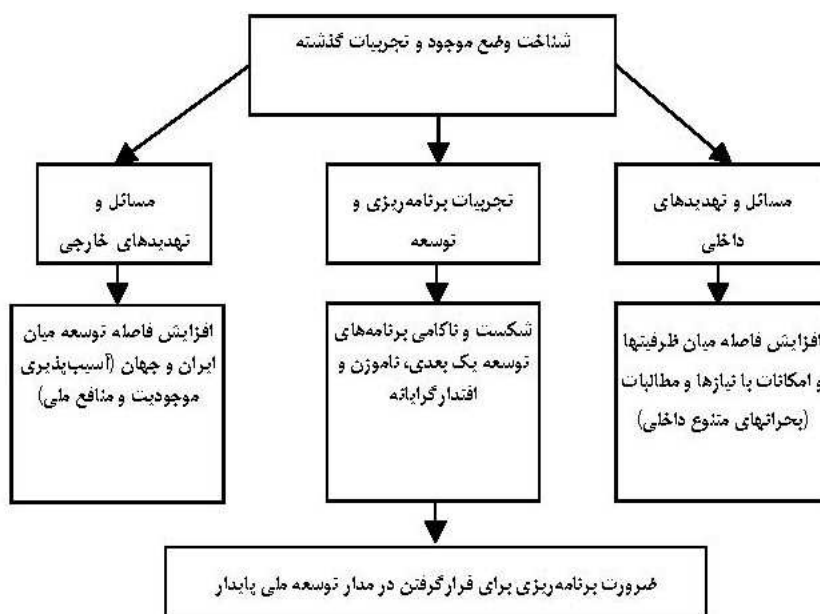 شناخت وضع موجود و تجربیات گذشته
مسائل و تهدیدهای
داخلی
تجربیات برنامه‌ریزی و
توسعه
مسائل و
تهدیدهای خارجی
افزایش فاصله میان ظرفیتها
و امکانات با نیازها و مطالبات
(بحرانهای متنوع داخلی)
شکست و ناکامی برنامه‌های
توسعه یک بعدی، ناموزن و
اقتدارگرایانه
افزایش فاصله توسعه میان
ایران و جهان (آسیب‌پذیری
موجودیت و منافع ملی)
ضرورت برنامه‌ریزی برای قرارگرفتن در مدار توسعه ملی پایدار